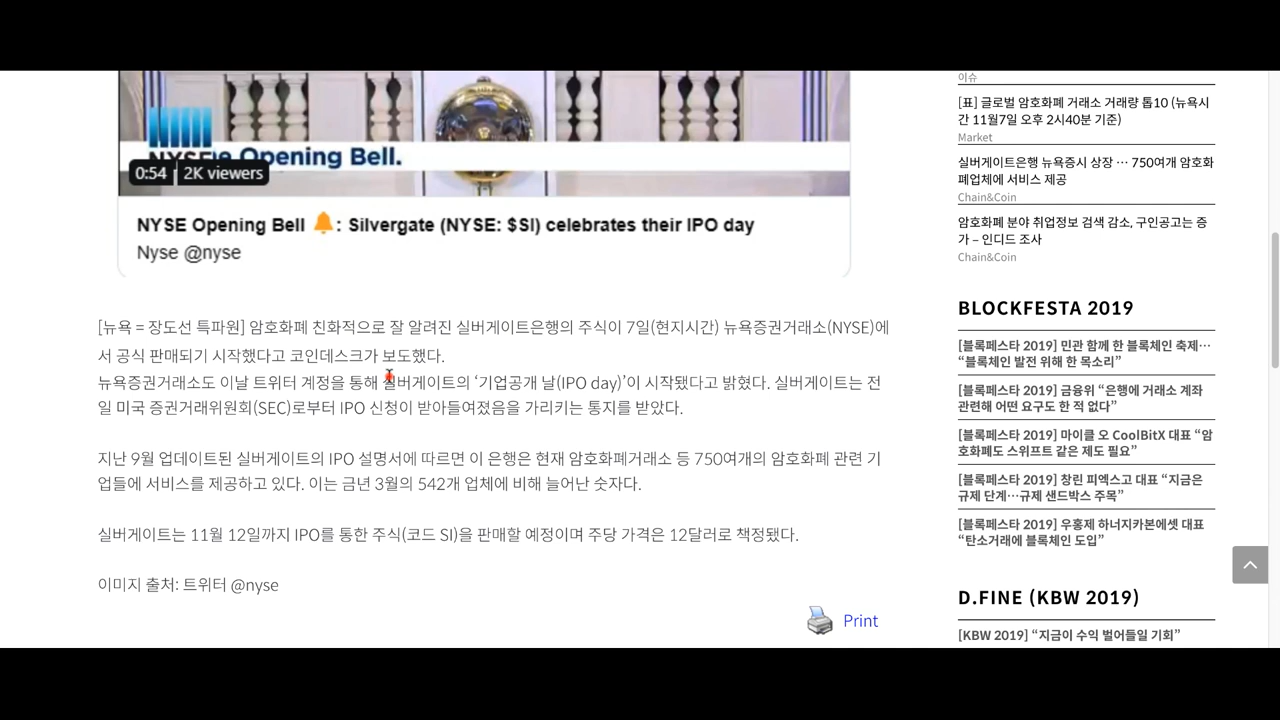 NYSE Opening Bell.
0:54 2K viewers
NYSE Opening Bell 🔔: Silvergate (NYSE: $SI) celebrates their IPO day
Nyse @nyse
[뉴욕 = 장도선 특파원] 암호화폐 친화적으로 잘 알려진 실버게이트은행의 주식이 7일(현지시간) 뉴욕증권거래소(NYSE)에
서 공식 판매되기 시작했다고 코인데스크가 보도했다.
뉴욕증권거래소도 이날 트위터 계정을 통해 실버게이트의 ‘기업공개 날(IPO day)’이 시작됐다고 밝혔다. 실버게이트는 전
일 미국 증권거래위원회(SEC)로부터 IPO 신청이 받아들여졌음을 가리키는 통지를 받았다.
지난 9월 업데이트된 실버게이트의 IPO 설명서에 따르면 이 은행은 현재 암호화폐거래소 등 750여개의 암호화폐 관련 기
업들에 서비스를 제공하고 있다. 이는 금년 3월의 542개 업체에 비해 늘어난 숫자다.
실버게이트는 11월 12일까지 IPO를 통한 주식(코드 SI)을 판매할 예정이며 주당 가격은 12달러로 책정됐다.
이미지 출처: 트위터 @nyse
Print
이슈
[표] 글로벌 암호화폐 거래소 거래량 톱10 (뉴욕시
간 11월7일 오후 2시40분 기준)
Market
실버게이트은행 뉴욕증시 상장 … 750여개 암호화
폐업체에 서비스 제공
Chain&Coin
암호화폐 분야 취업정보 검색 감소, 구인공고는 증
가 – 인디드 조사
Chain&Coin
BLOCKFESTA 2019
[블록페스타 2019] 민관 함께 한 블록체인 축제…
“블록체인 발전 위해 한 목소리”
[블록페스타 2019] 금융위 “은행에 거래소 계좌
관련해 어떤 요구도 한 적 없다”
[블록페스타 2019] 마이클 오 CoolBitX 대표 “암
호화폐도 스위프트 같은 제도 필요”
[블록페스타 2019] 창린 피엑스고 대표 “지금은
규제 단계…규제 샌드박스 주목”
[블록페스타 2019] 우홍제 하너지카본에셋 대표
“탄소거래에 블록체인 도입”
D.FINE (KBW 2019)
[KBW 2019] “지금이 수익 벌어들일 기회”